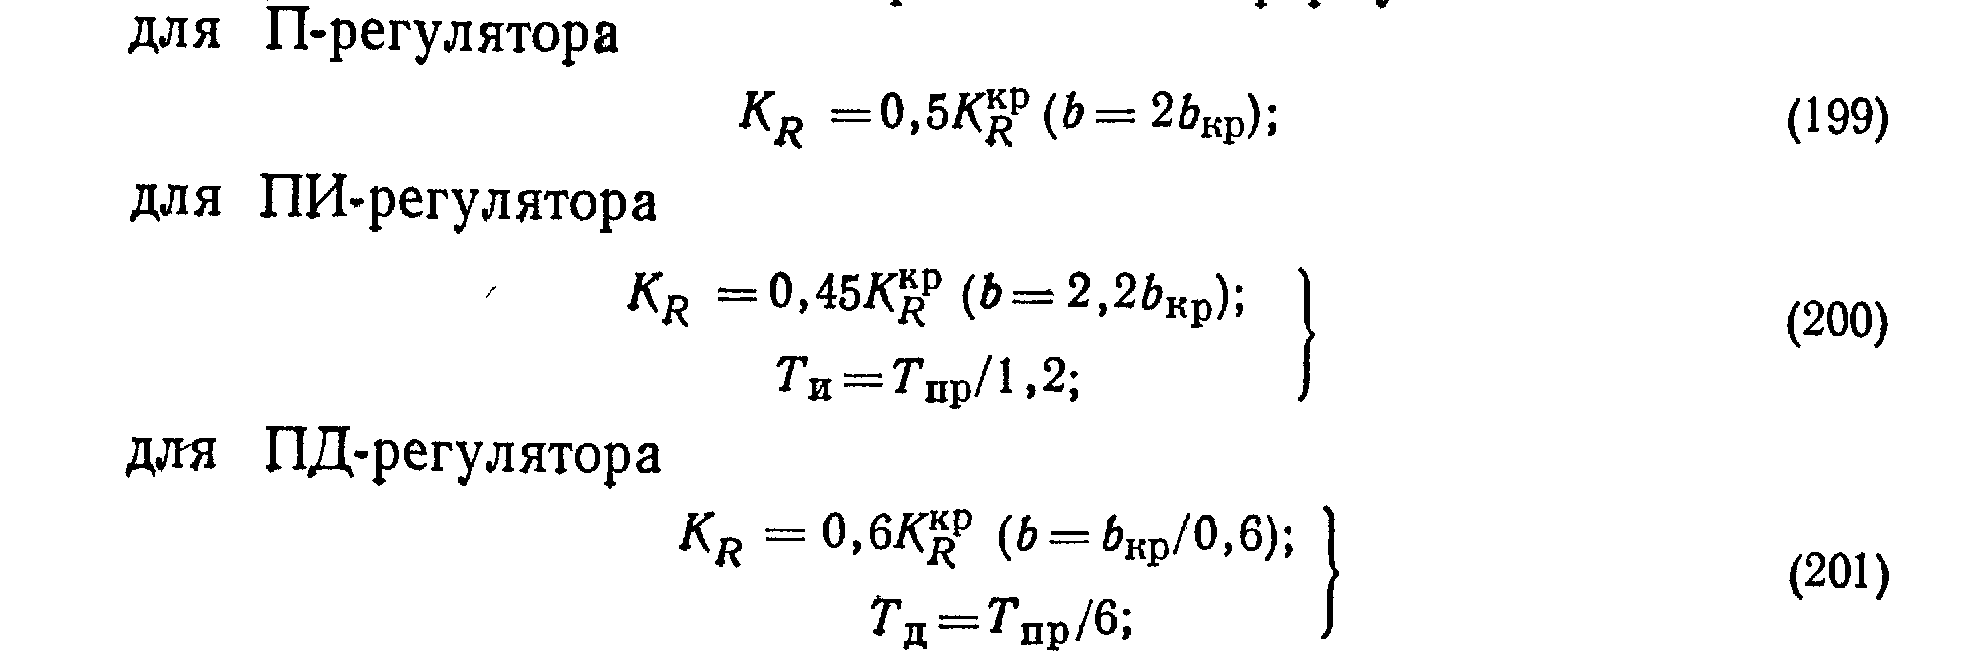 для П-регулятора
K_R = 0,5K_R^кр (b = 2b_кр); (199)
для ПИ-регулятора
K_R = 0,45K_R^кр (b = 2,2b_кр);
T_и = T_пр/1,2; (200)
для ПД-регулятора
K_R = 0,6K_R^кр (b = b_кр/0,6);
T_д = T_пр/6; (201)